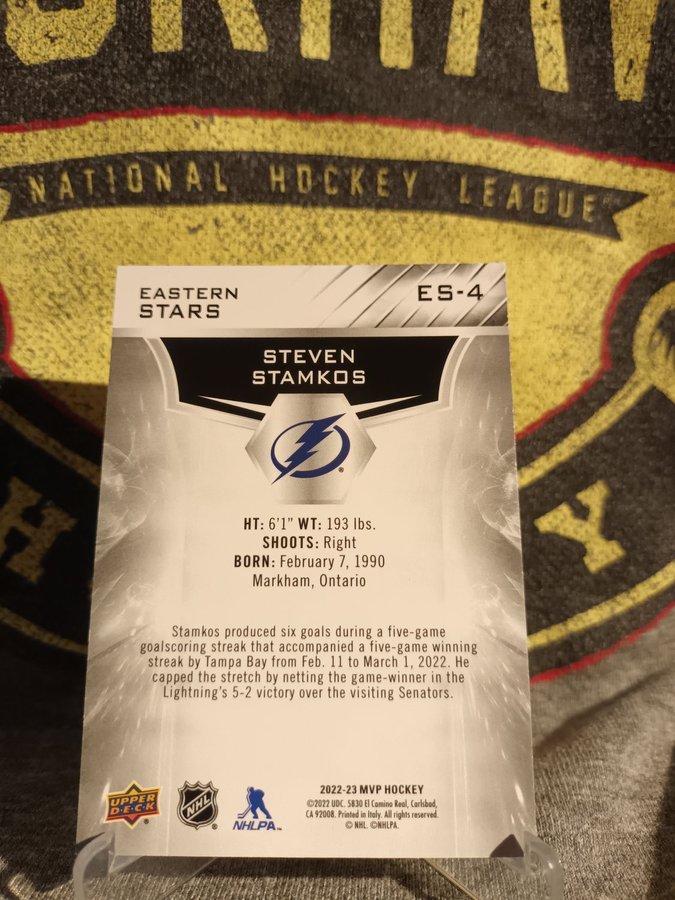 NATIONAL HOCKEY LEAGUE
EASTERN
STARS
ES-4
STEVEN
STAMKOS
HT: 6'1" WT: 193 lbs.
SHOOTS: Right
BORN: February 7, 1990
Markham, Ontario
Stamkos produced six goals during a five-game
goalscoring streak that accompanied a five-game winning
streak by Tampa Bay from Feb. 11 to March 1, 2022. He
capped the stretch by netting the game-winner in the
Lightning's 5-2 victory over the visiting Senators.
UPPER
DECK
NHL
NHLPA
2022-23 MVP HOCKEY
©2022 UDC. 5830 El Camino Real, Carlsbad,
CA 92008. Printed in Italy. All rights reserved.
© NHL. ©NHLPA.